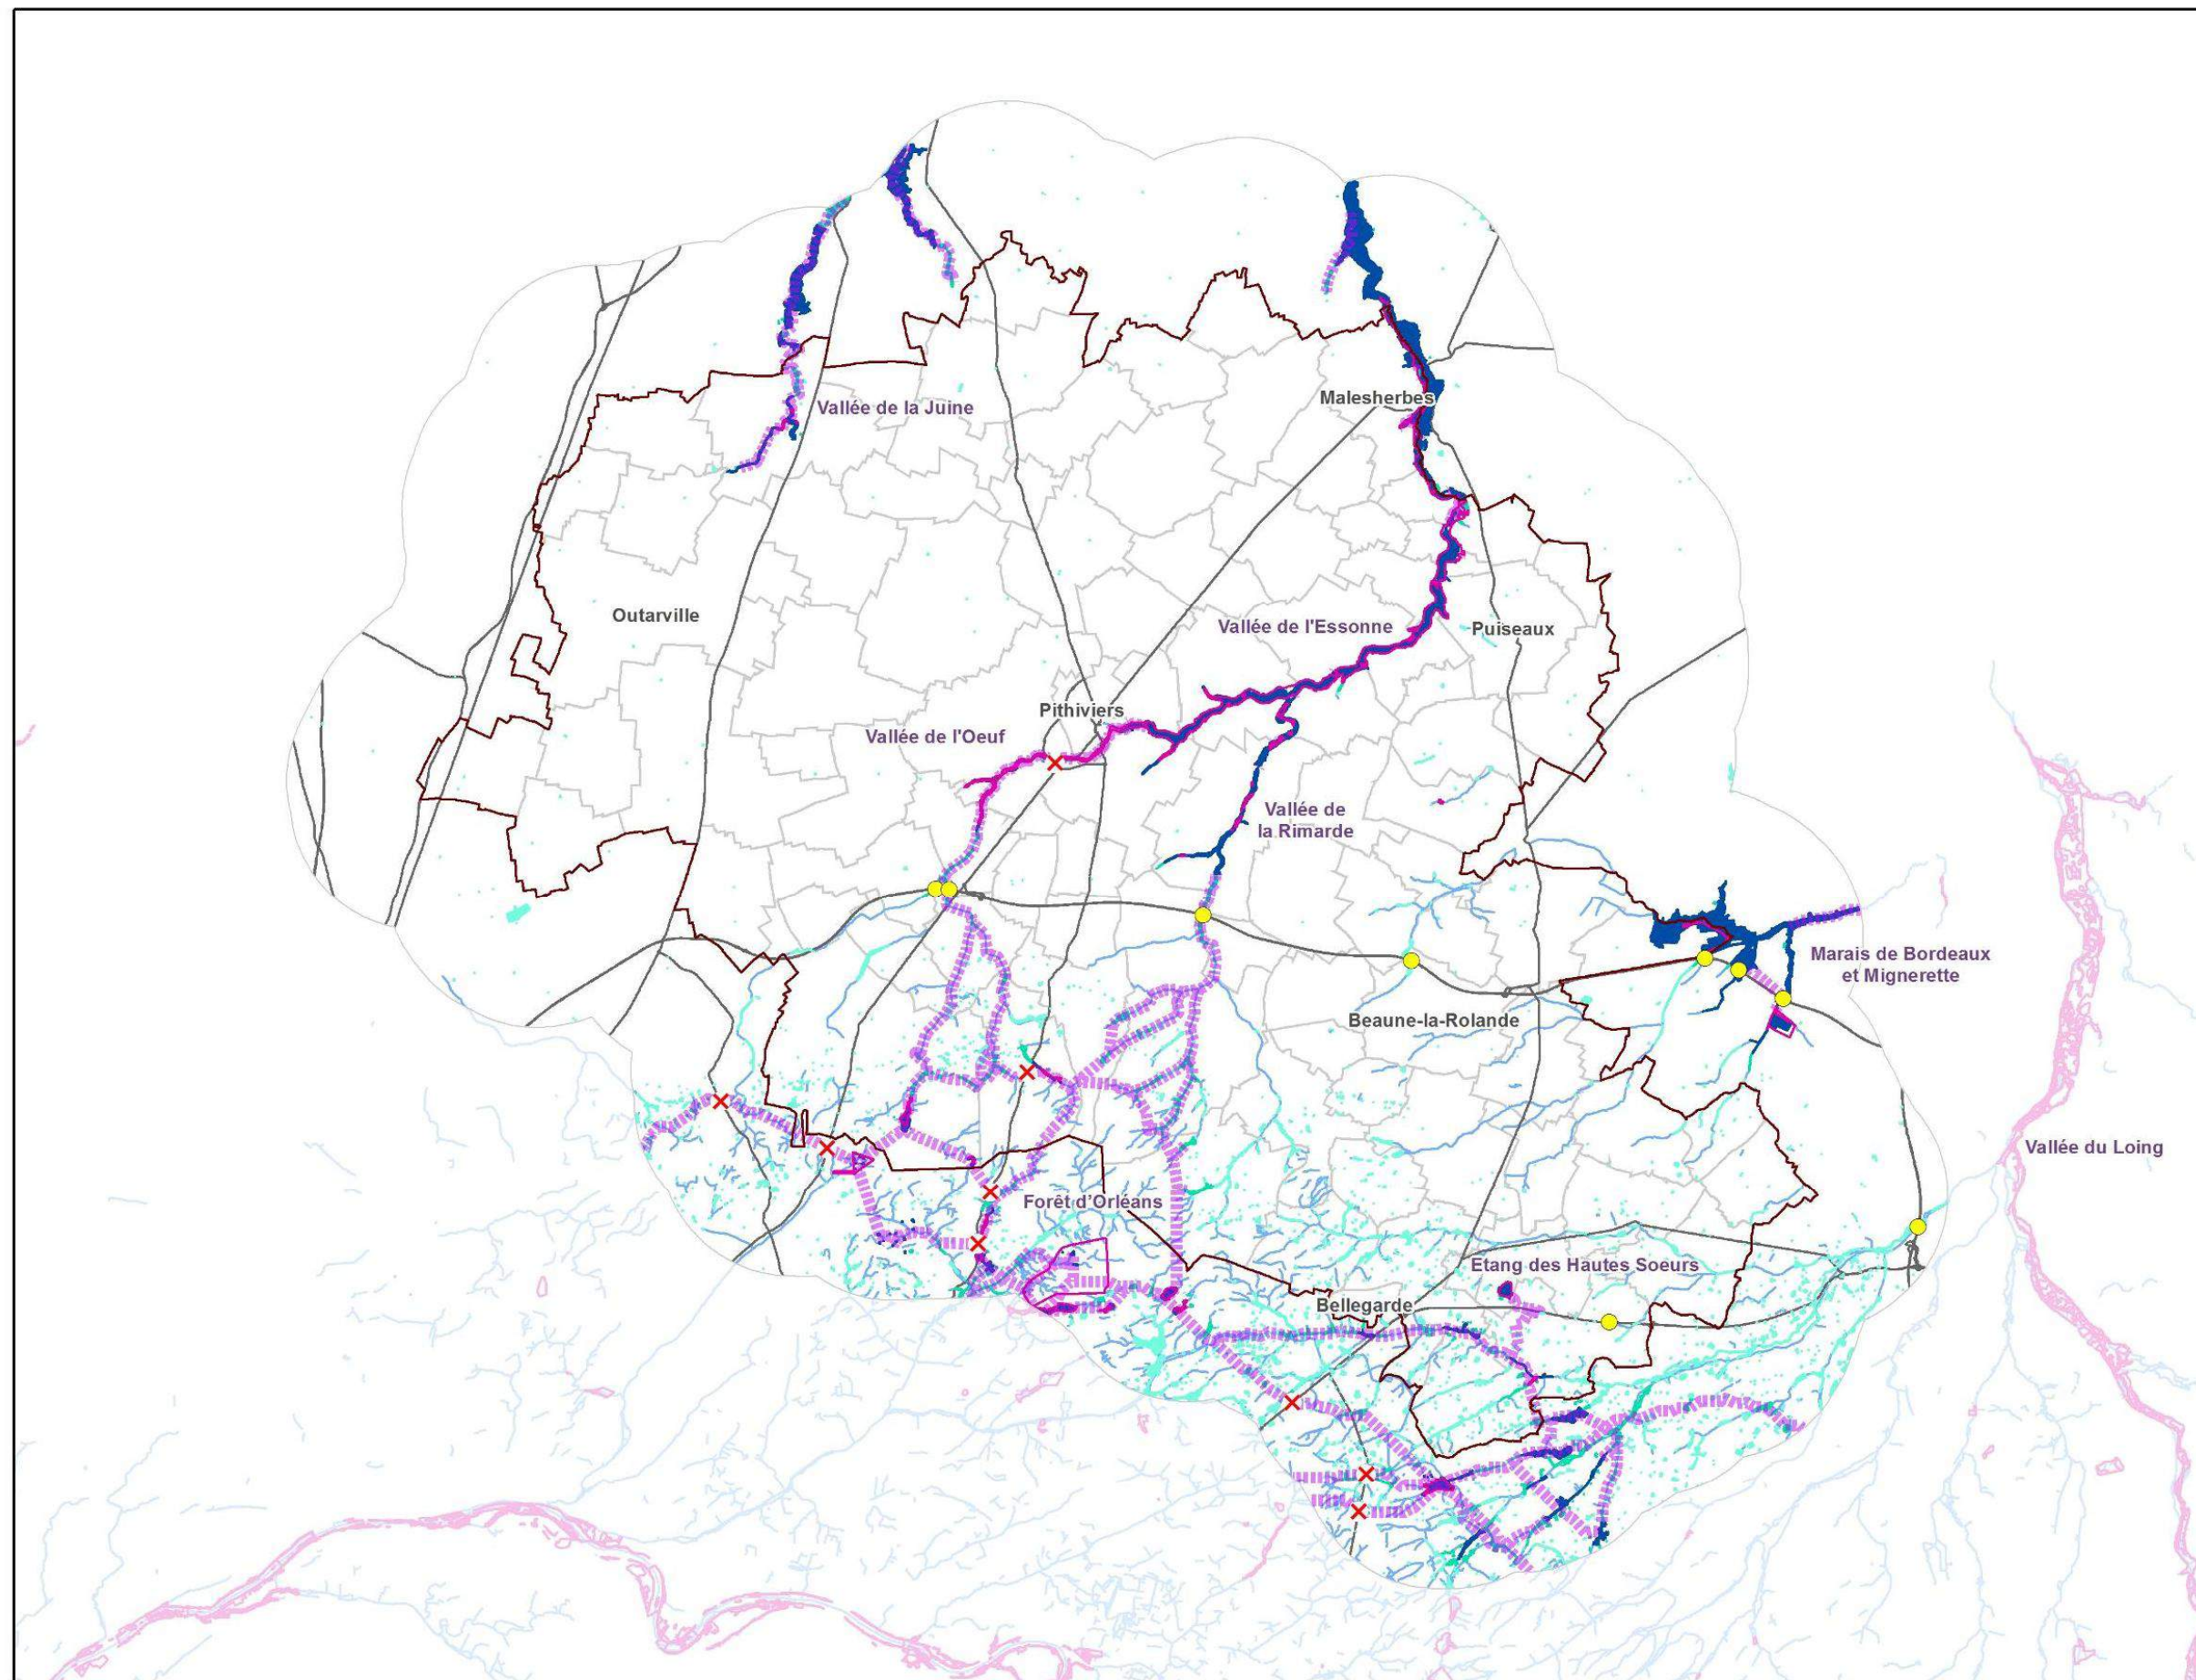 Malesherbes
Vallée de la Juine
Outarville
Vallée de l'Essonne
Puiseaux
Pithiviers
Vallée de l'Oeuf
Vallée de
la Rimarde
Marais de Bordeaux
et Mignerette
Beaune-la-Rolande
Vallée du Loing
Forêt d'Orléans
Etang des Hautes Soeurs
Bellegarde